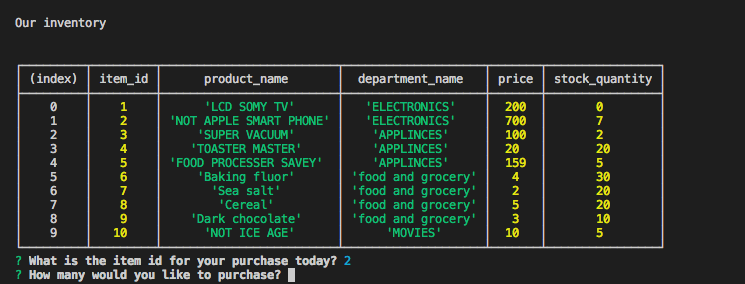 Our inventory
(index) item_id product_name department_name price stock_quantity
0 1 'LCD SOMY TV' 'ELECTRONICS' 200 0
1 2 'NOT APPLE SMART PHONE' 'ELECTRONICS' 700 7
2 3 'SUPER VACUUM' 'APPLINCES' 100 2
3 4 'TOASTER MASTER' 'APPLINCES' 20 20
4 5 'FOOD PROCESSER SAVEY' 'APPLINCES' 159 5
5 6 'Baking fluor' 'food and grocery' 4 30
6 7 'Sea salt' 'food and grocery' 2 20
7 8 'Cereal' 'food and grocery' 5 20
8 9 'Dark chocolate' 'food and grocery' 3 10
9 10 'NOT ICE AGE' 'MOVIES' 10 5
? What is the item id for your purchase today? 2
? How many would you like to purchase?